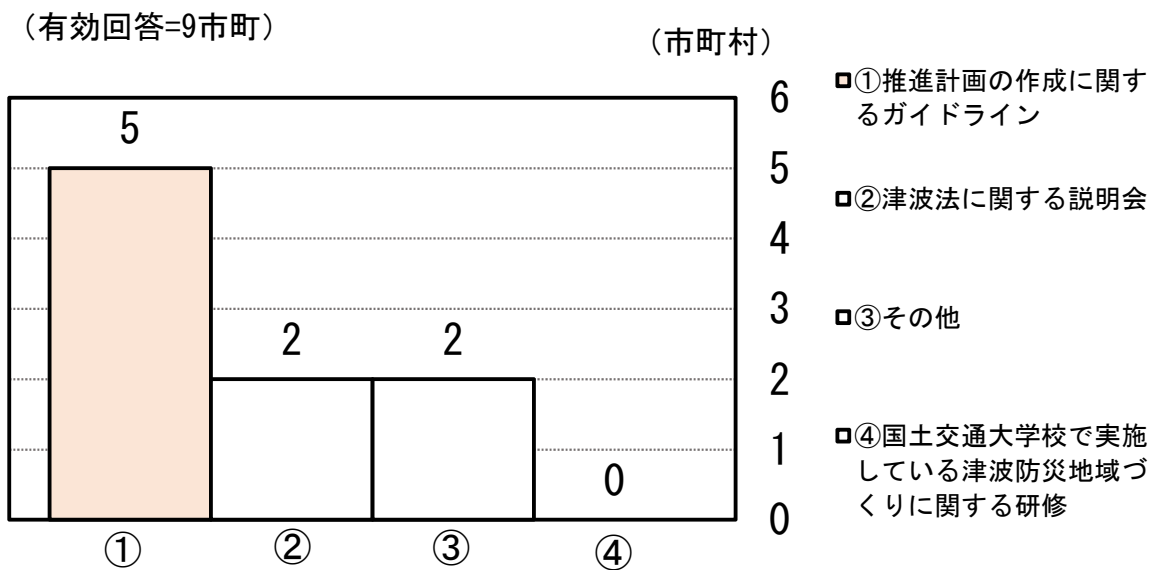 （有効回答=9市町）
（市町村）
6
5
4
3
2
1
0
5
2
2
0
①
②
③
④
①推進計画の作成に関す
るガイドライン
②津波法に関する説明会
③その他
④国土交通大学校で実施
している津波防災地域づ
くりに関する研修